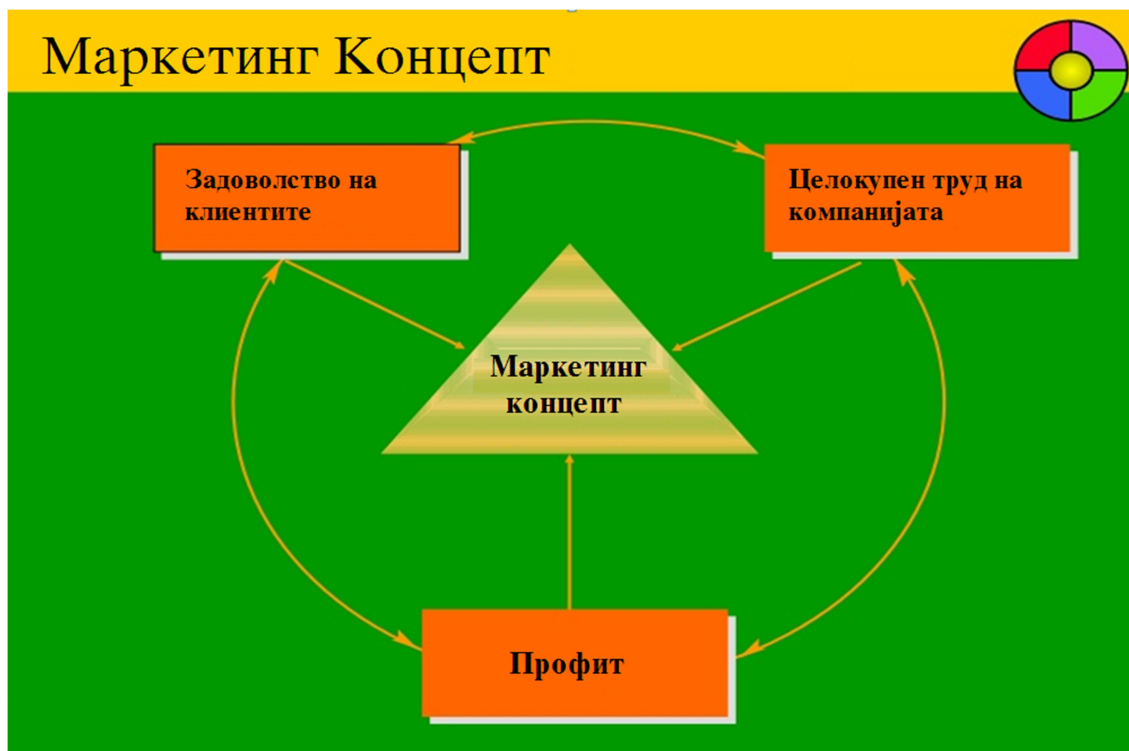 Маркетинг Концепт
Задоволство на
клиентите
Целокупен труд на
компанијата
Маркетинг
концепт
Профит